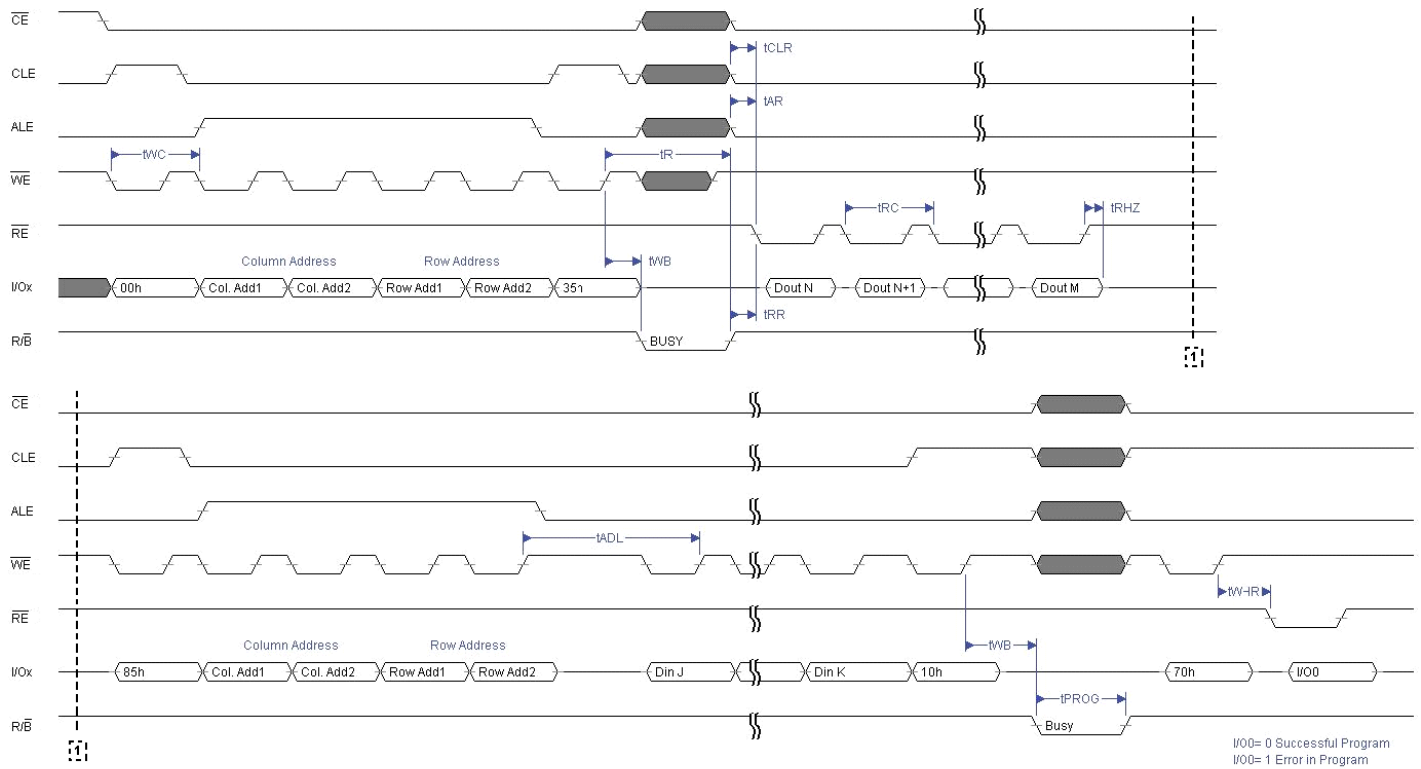 CE
CLE
tCLR
ALE
tAR
WE
tWC
tR
RE
tRC
tRHZ
Column Address
Row Address
tWB
I/Ox
00h
Col. Add1
Col. Add2
Row Add1
Row Add2
35h
Dout N
Dout N+1
Dout M
tRR
R/B
BUSY
1
CE
CLE
ALE
tADL
WE
tWHR
RE
Column Address
Row Address
tWB
I/Ox
85h
Col. Add1
Col. Add2
Row Add1
Row Add2
Din J
Din K
10h
70h
I/O0
tPROG
R/B
Busy
1
I/O0= 0 Successful Program
I/O0= 1 Error in Program